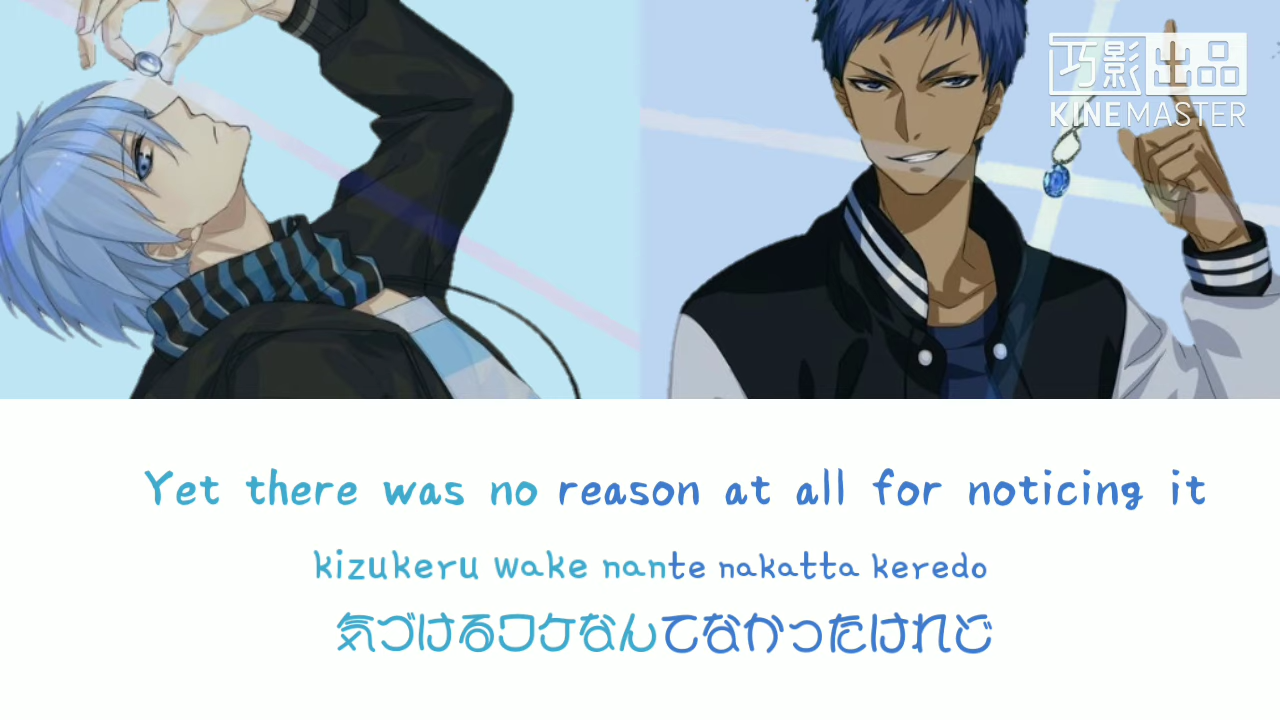 巧影出品
KINEMASTER
Yet there was no reason at all for noticing it
kizukeru wake nante nakatta keredo
気づけるワケなんてなかったけれど